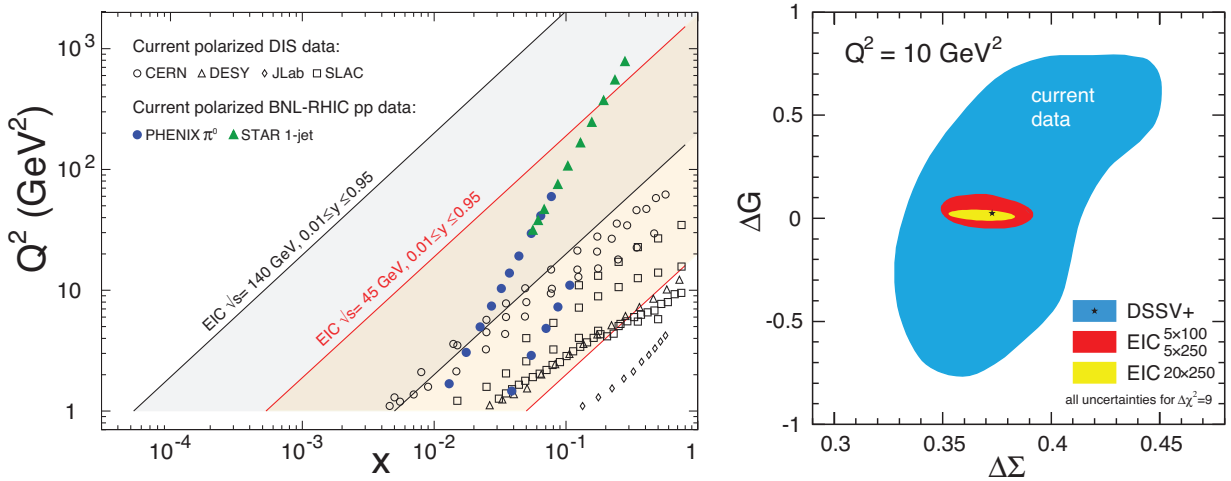 Current polarized DIS data:
CERN DESY JLab SLAC
Current polarized BNL-RHIC pp data:
PHENIX π⁰ STAR 1-jet
EIC √s= 140 GeV, 0.01≤y≤0.95
EIC √s= 45 GeV, 0.01≤y≤0.95
Q² (GeV²)
10³
10²
10
1
10⁻⁴ 10⁻³ 10⁻² 10⁻¹ 1
x
Q² = 10 GeV²
current
data
DSSV+
EIC 5×100
5×250
EIC 20×250
all uncertainties for Δχ²=9
ΔG
1
0.5
0
-0.5
-1
0.3 0.35 0.4 0.45
ΔΣ